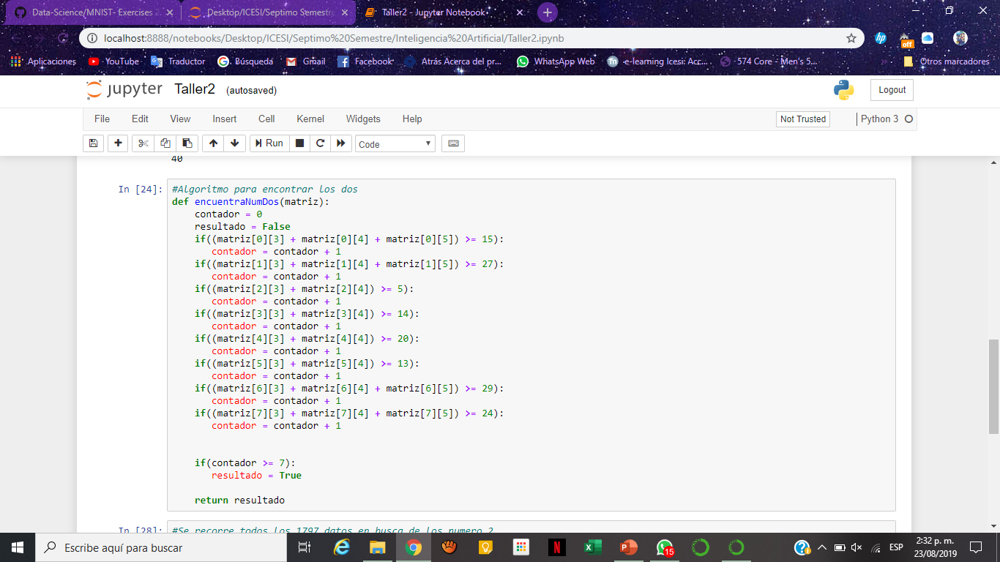 Data-Science/MNIST- Exercises 2.
Desktop/ICESI/Septimo Semestre
Taller2 - Jupyter Notebook
localhost:8888/notebooks/Desktop/ICESI/Septimo%20Semestre/Inteligencia%20Artificial/Taller2.ipynb
off
Aplicaciones YouTube Traductor Búsqueda Gmail Facebook Atrás Acerca del pr... WhatsApp Web e-learning Icesi: Acc... 574 Core - Men's 5... Otros marcadores
jupyter Taller2 (autosaved)
Logout
File Edit View Insert Cell Kernel Widgets Help
Not Trusted
Python 3
Run
Code
40
In [24]:
#Algoritmo para encontrar los dos
def encuentraNumDos(matriz):
    contador = 0
    resultado = False
    if((matriz[0][3] + matriz[0][4] + matriz[0][5]) >= 15):
       contador = contador + 1
    if((matriz[1][3] + matriz[1][4] + matriz[1][5]) >= 27):
       contador = contador + 1
    if((matriz[2][3] + matriz[2][4]) >= 5):
       contador = contador + 1
    if((matriz[3][3] + matriz[3][4]) >= 14):
       contador = contador + 1
    if((matriz[4][3] + matriz[4][4]) >= 20):
       contador = contador + 1
    if((matriz[5][3] + matriz[5][4]) >= 13):
       contador = contador + 1
    if((matriz[6][3] + matriz[6][4] + matriz[6][5]) >= 29):
       contador = contador + 1
    if((matriz[7][3] + matriz[7][4] + matriz[7][5]) >= 24):
       contador = contador + 1
    if(contador >= 7):
       resultado = True
    return resultado
In [28]:
#Se recorre todos los 1797 datos en busca de los numero 2
Escribe aquí para buscar
15
ESP
2:32 p. m.
23/08/2019